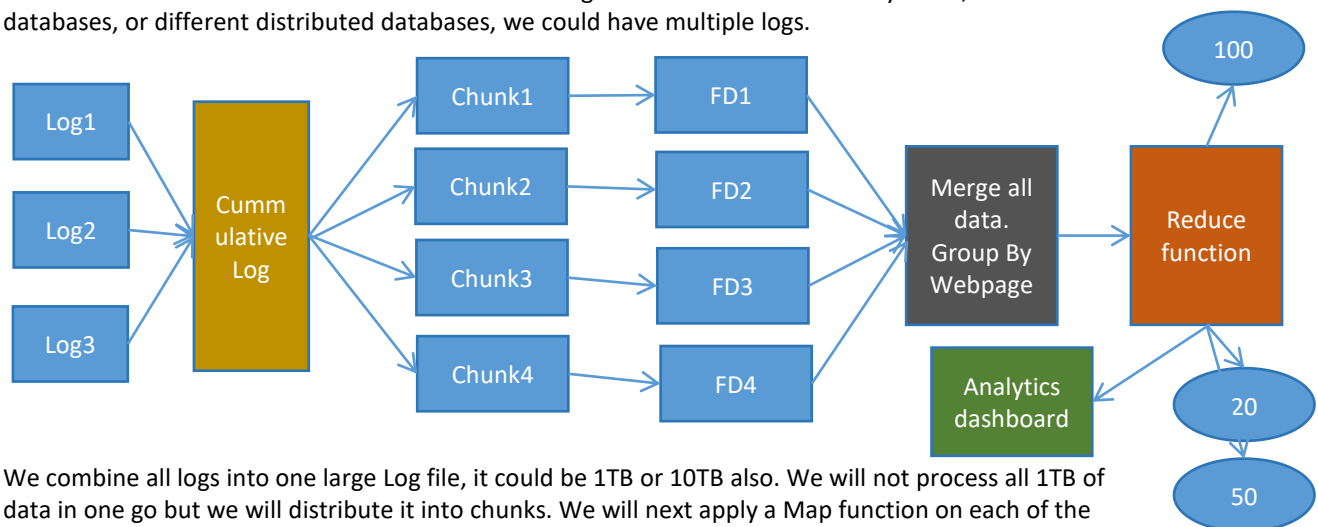 databases, or different distributed databases, we could have multiple logs.
100
Log1
Log2
Log3
Cumm
ulative
Log
Chunk1
Chunk2
Chunk3
Chunk4
FD1
FD2
FD3
FD4
Merge all
data.
Group By
Webpage
Reduce
function
Analytics
dashboard
20
50
We combine all logs into one large Log file, it could be 1TB or 10TB also. We will not process all 1TB of
data in one go but we will distribute it into chunks. We will next apply a Map function on each of the